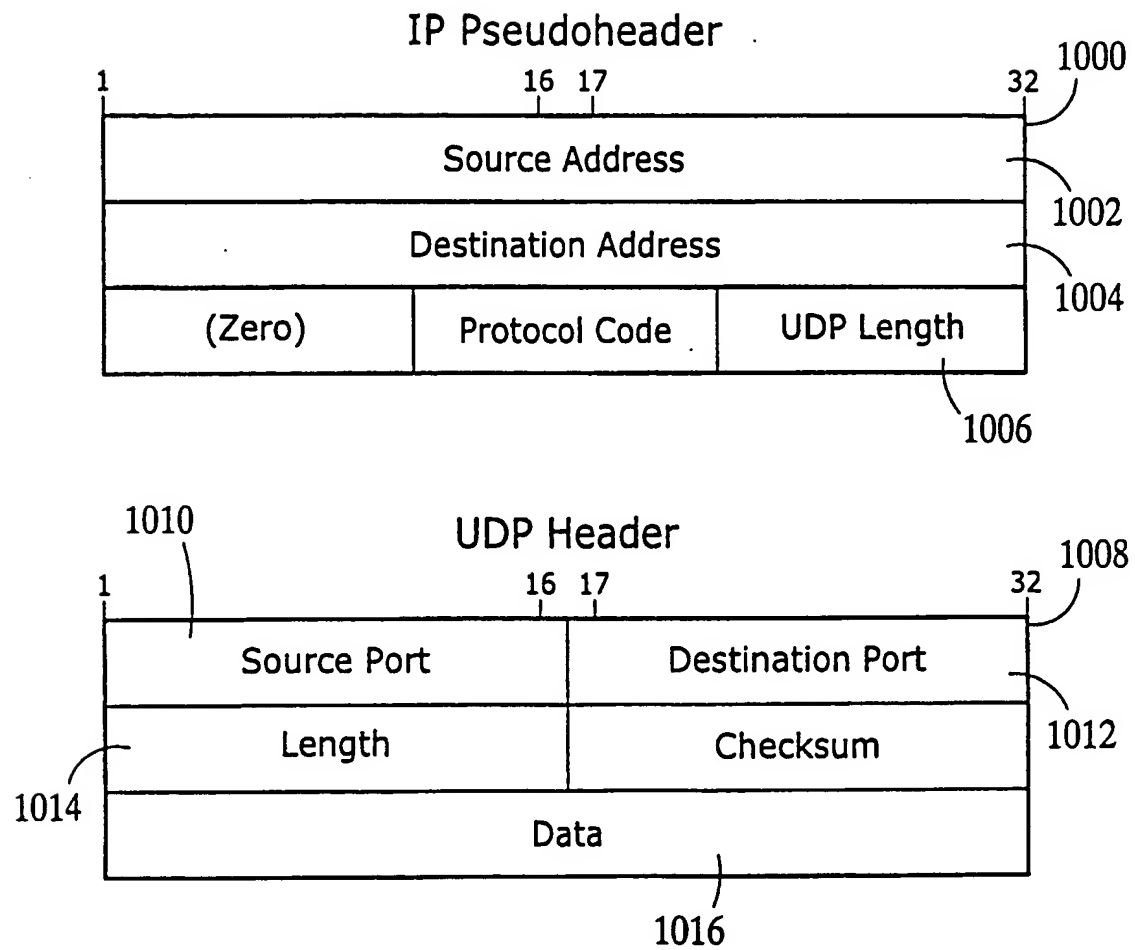 IP Pseudoheader
1 16 17 32 1000
Source Address
1002
Destination Address
1004
(Zero) Protocol Code UDP Length
1006
1010
UDP Header
1008
1 16 17 32
Source Port Destination Port
1012
Length Checksum
1014
Data
1016